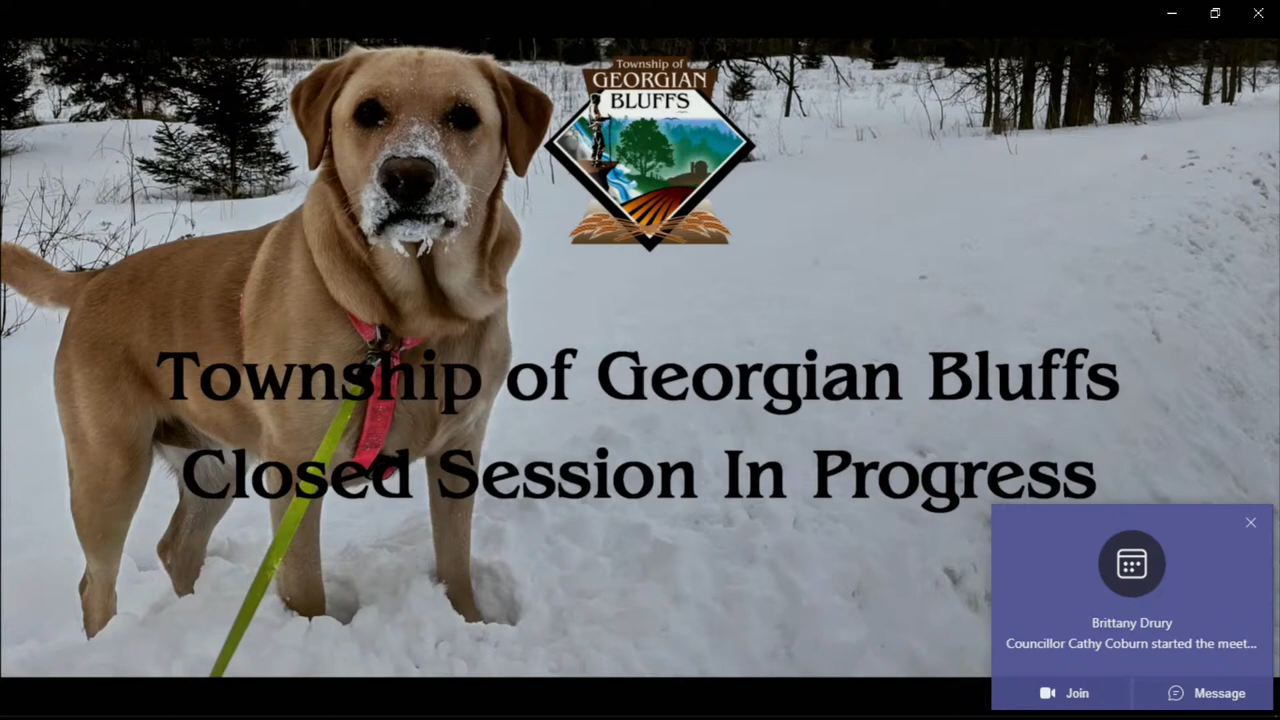 Township of
GEORGIAN
BLUFFS
Township of Georgian Bluffs
Closed Session In Progress
Brittany Drury
Councillor Cathy Coburn started the meet...
Join
Message